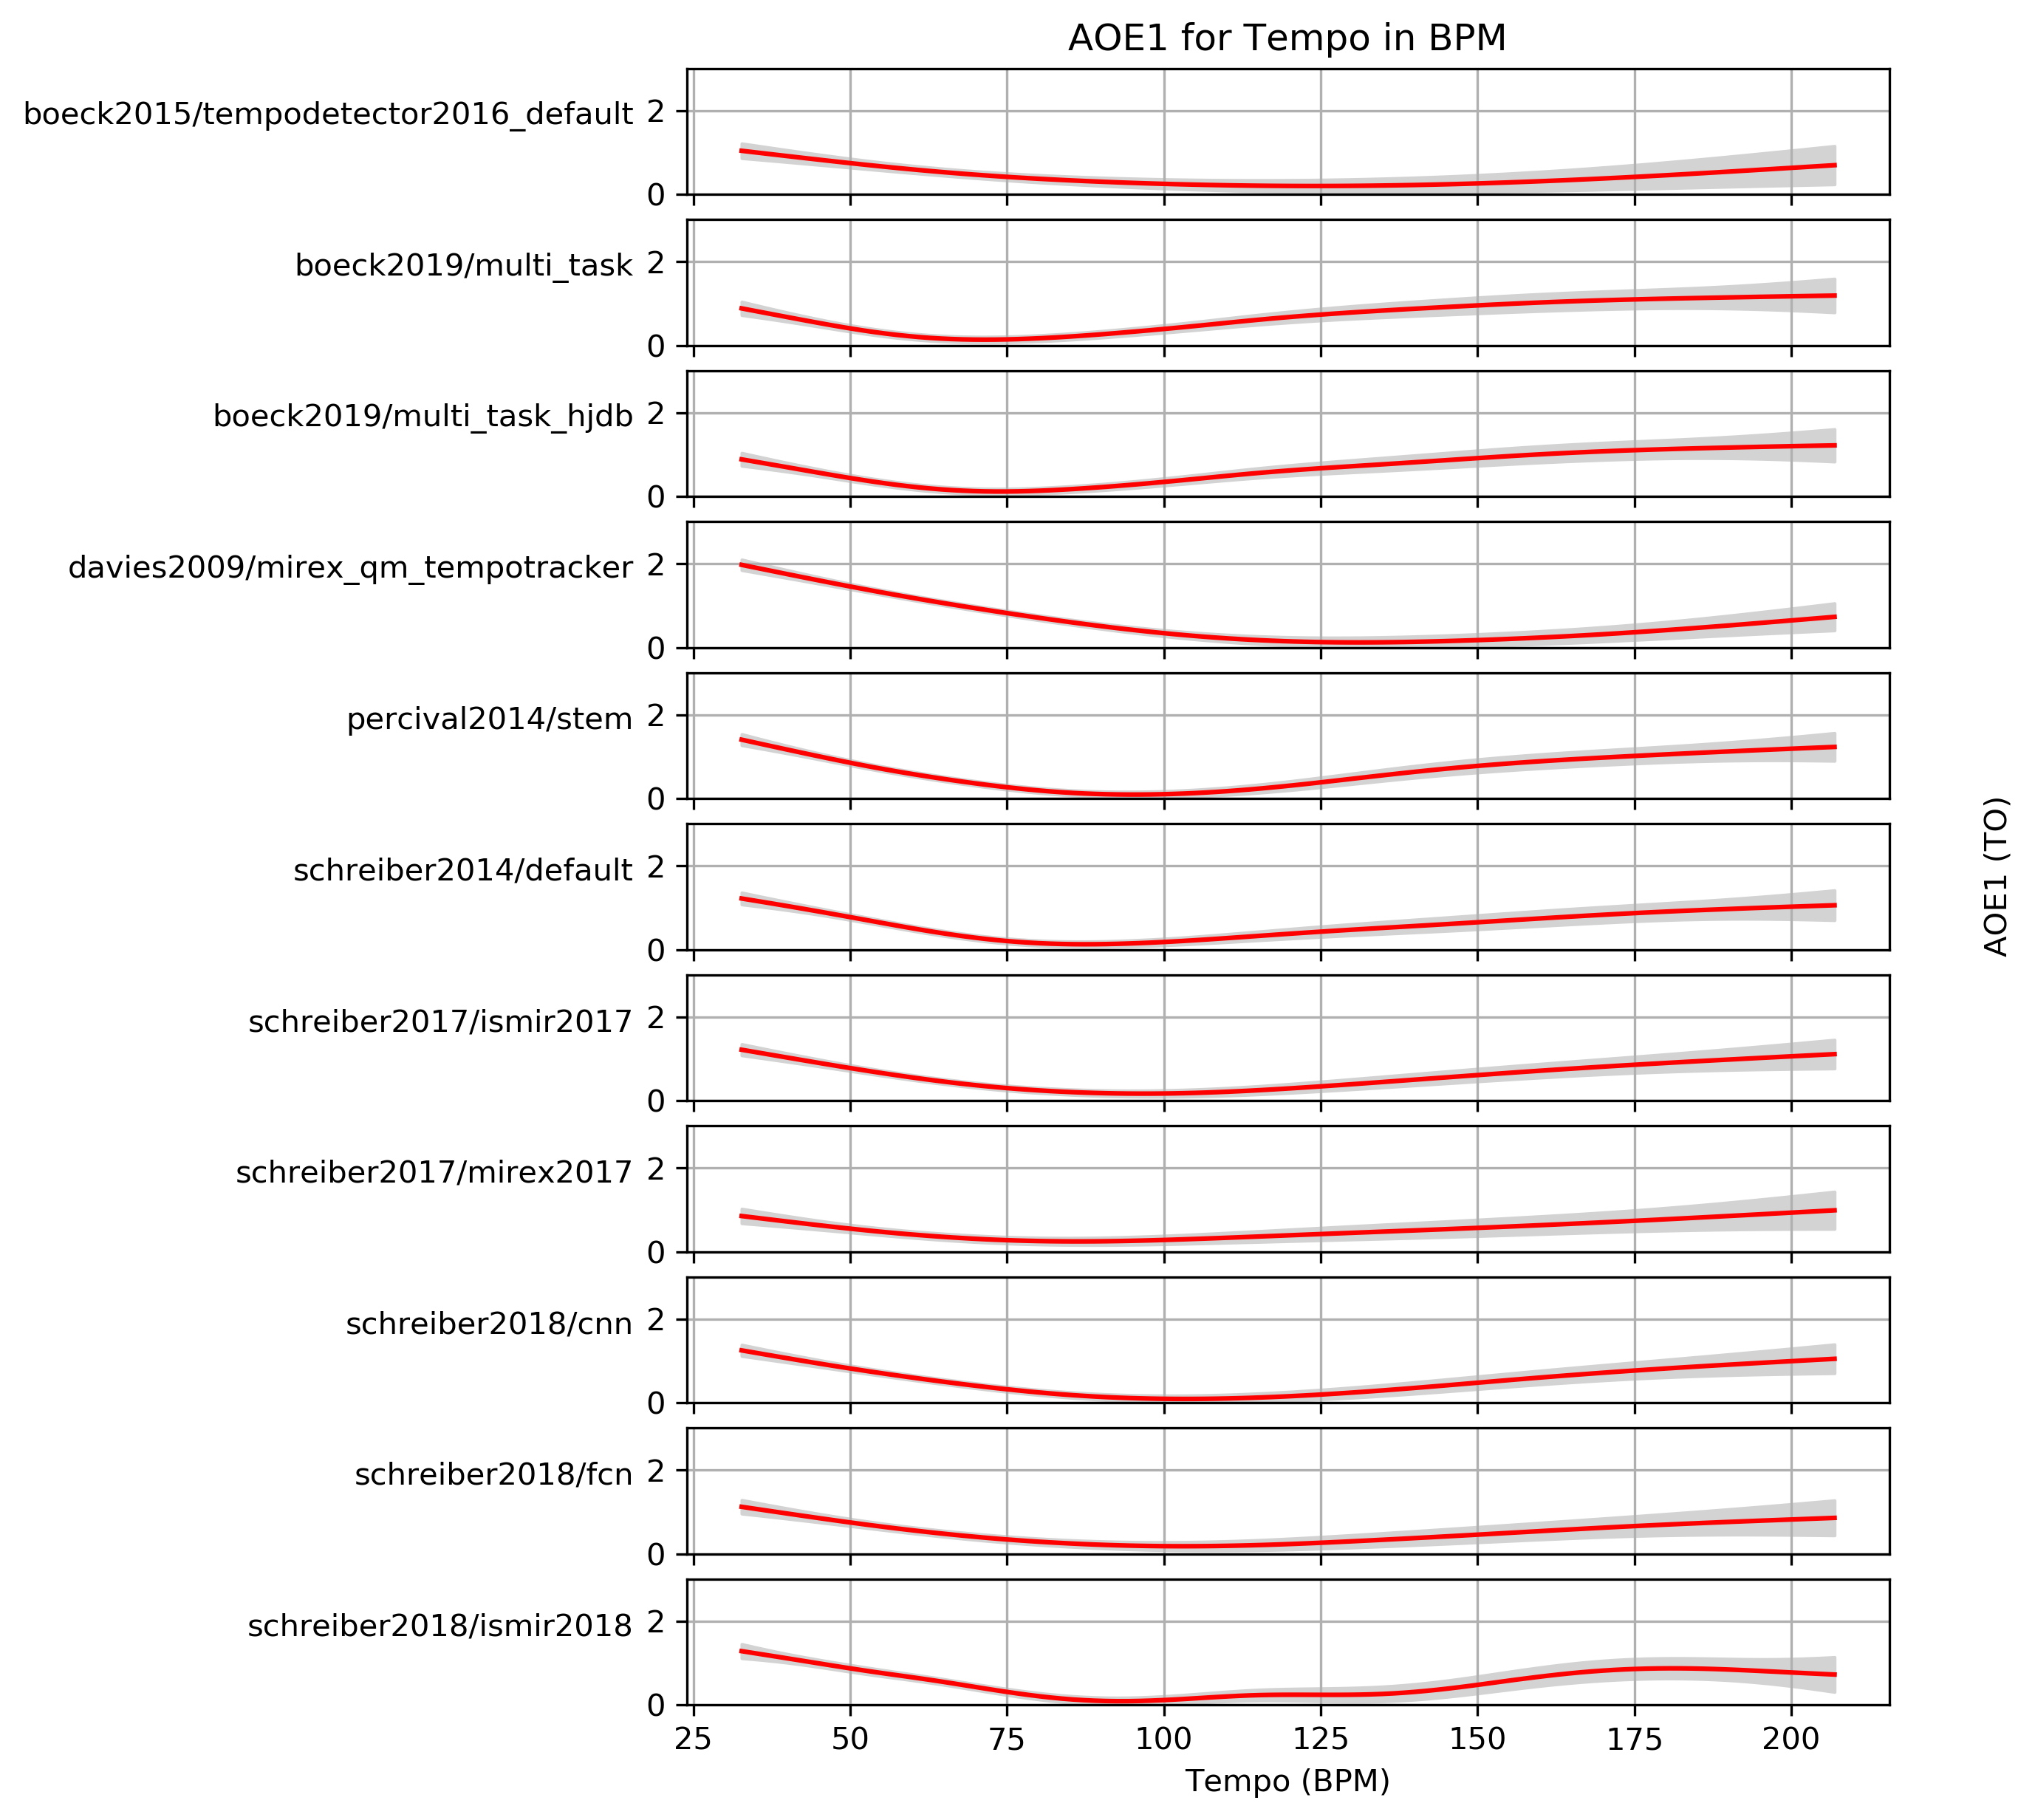 AOE1 for Tempo in BPM
boeck2015/tempodetector2016_default 2
0
boeck2019/multi_task 2
0
boeck2019/multi_task_hjdb 2
0
davies2009/mirex_qm_tempotracker 2
0
percival2014/stem 2
0
schreiber2014/default 2
0
schreiber2017/ismir2017 2
0
schreiber2017/mirex2017 2
0
schreiber2018/cnn 2
0
schreiber2018/fcn 2
0
schreiber2018/ismir2018 2
0
25 50 75 100 125 150 175 200
Tempo (BPM)
AOE1 (TO)